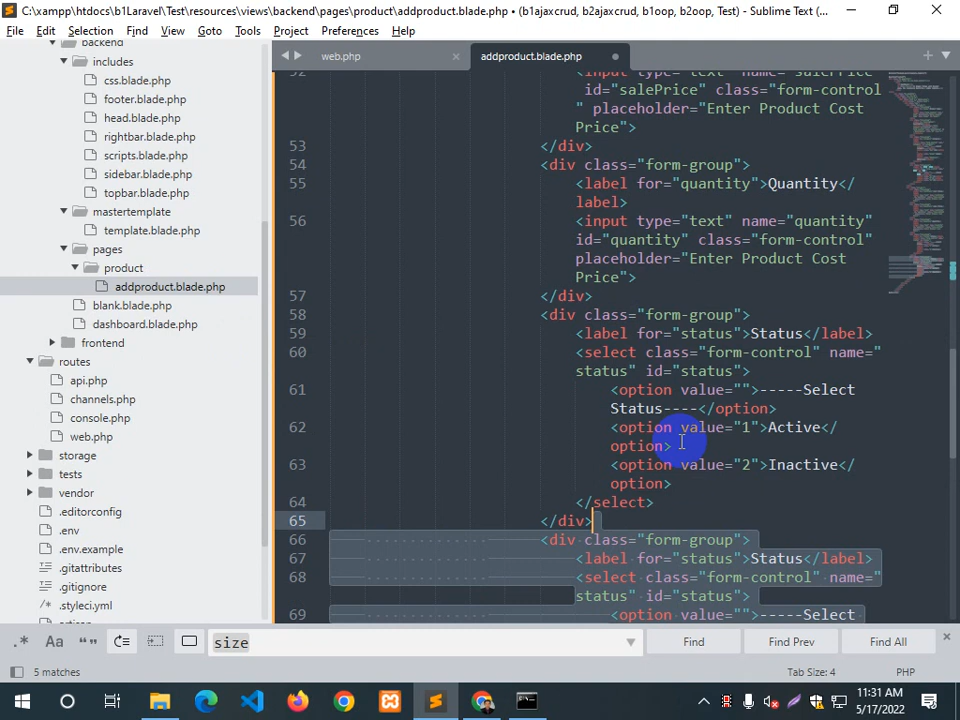 C:\xampp\htdocs\b1Laravel\Test\resources\views\backend\pages\product\addproduct.blade.php • (b1ajaxcrud, b2ajaxcrud, b1oop, b2oop, Test) - Sublime Text (...
File Edit Selection Find View Goto Tools Project Preferences Help
backend
includes
css.blade.php
footer.blade.php
head.blade.php
rightbar.php
scripts.blade.php
sidebar.blade.php
topbar.blade.php
mastertemplate
template.blade.php
pages
product
addproduct.blade.php
blank.blade.php
dashboard.blade.php
frontend
routes
api.php
channels.php
console.php
web.php
storage
tests
vendor
.editorconfig
.env
.env.example
.gitattributes
.gitignore
.styleci.yml
artisan
web.php × addproduct.blade.php
52 <input type="text" name="salePrice"
id="salePrice" class="form-control
" placeholder="Enter Product Cost
Price">
53 </div>
54 <div class="form-group">
55 <label for="quantity">Quantity</
label>
56 <input type="text" name="quantity"
id="quantity" class="form-control"
placeholder="Enter Product Cost
Price">
57 </div>
58 <div class="form-group">
59 <label for="status">Status</label>
60 <select class="form-control" name="
status" id="status">
61 <option value="">-----Select
Status----</option>
62 <option value="1">Active</
option>
63 <option value="2">Inactive</
option>
64 </select>
65 </div>
66 <div class="form-group">
67 <label for="status">Status</label>
68 <select class="form-control" name="
status" id="status">
69 <option value="">-----Select
.* Aa “” size Find Find Prev Find All ×
5 matches Tab Size: 4 PHP
11:31 AM
5/17/2022